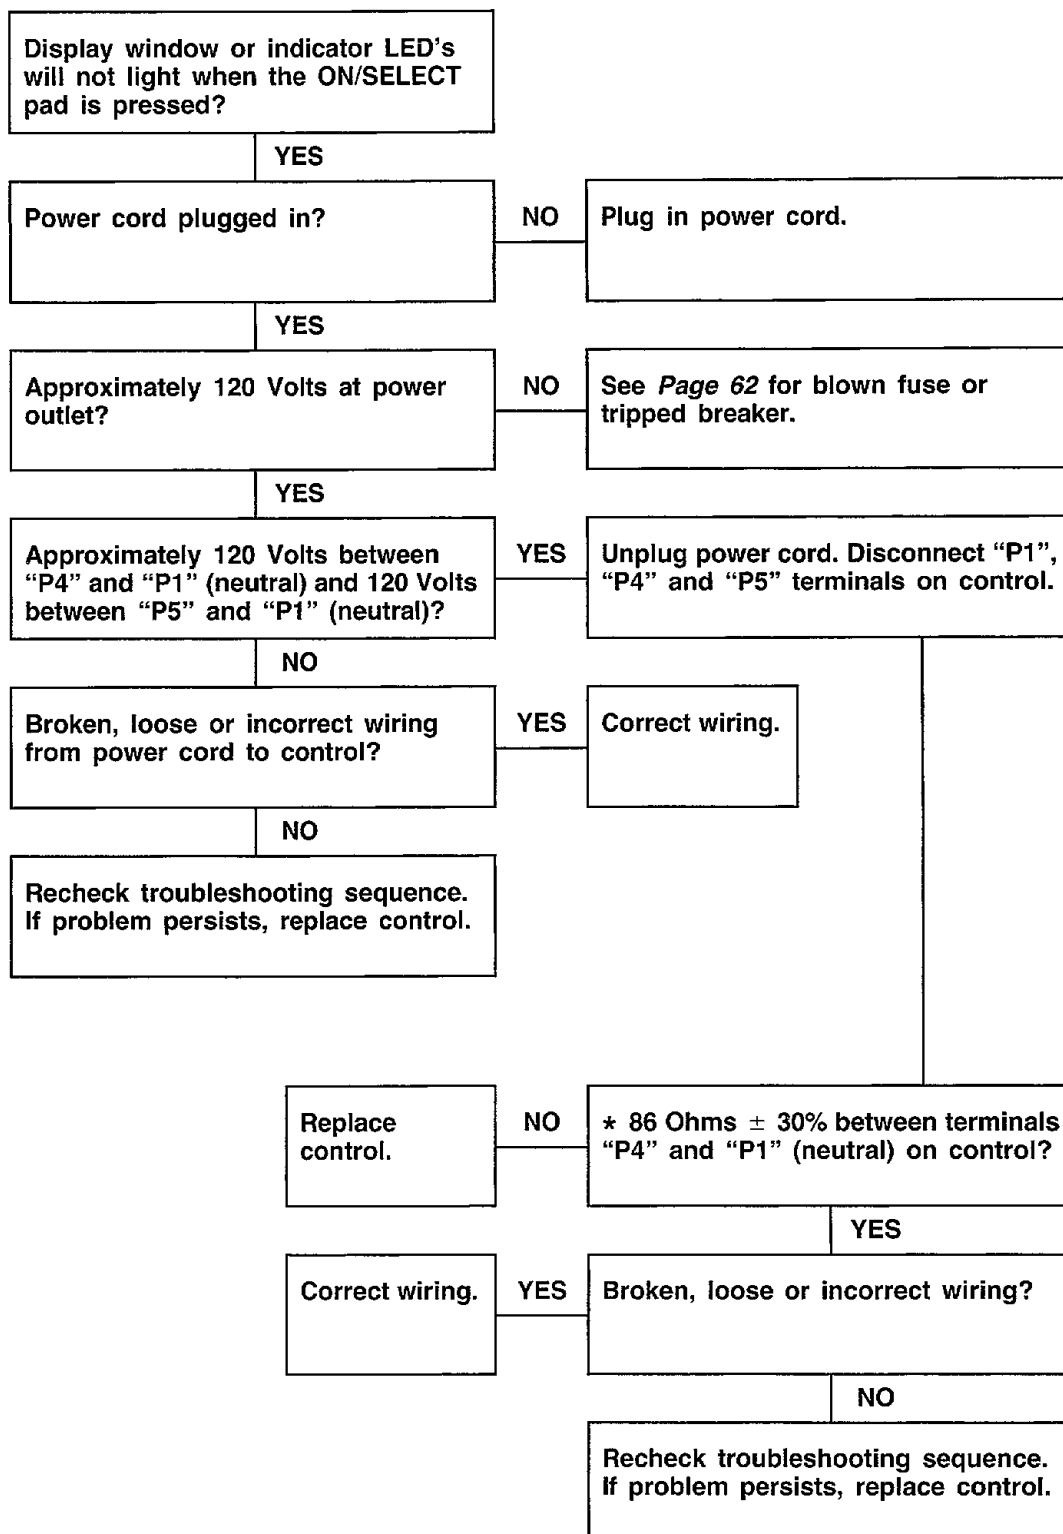 Display window or indicator LED's
will not light when the ON/SELECT
pad is pressed?
YES
Power cord plugged in?
NO
Plug in power cord.
YES
Approximately 120 Volts at power
outlet?
NO
See Page 62 for blown fuse or
tripped breaker.
YES
Approximately 120 Volts between
“P4” and “P1” (neutral) and 120 Volts
between “P5” and “P1” (neutral)?
YES
Unplug power cord. Disconnect “P1”,
“P4” and “P5” terminals on control.
NO
Broken, loose or incorrect wiring
from power cord to control?
YES
Correct wiring.
NO
Recheck troubleshooting sequence.
If problem persists, replace control.
Replace
control.
NO
* 86 Ohms ± 30% between terminals
“P4” and “P1” (neutral) on control?
YES
Correct wiring.
YES
Broken, loose or incorrect wiring?
NO
Recheck troubleshooting sequence.
If problem persists, replace control.